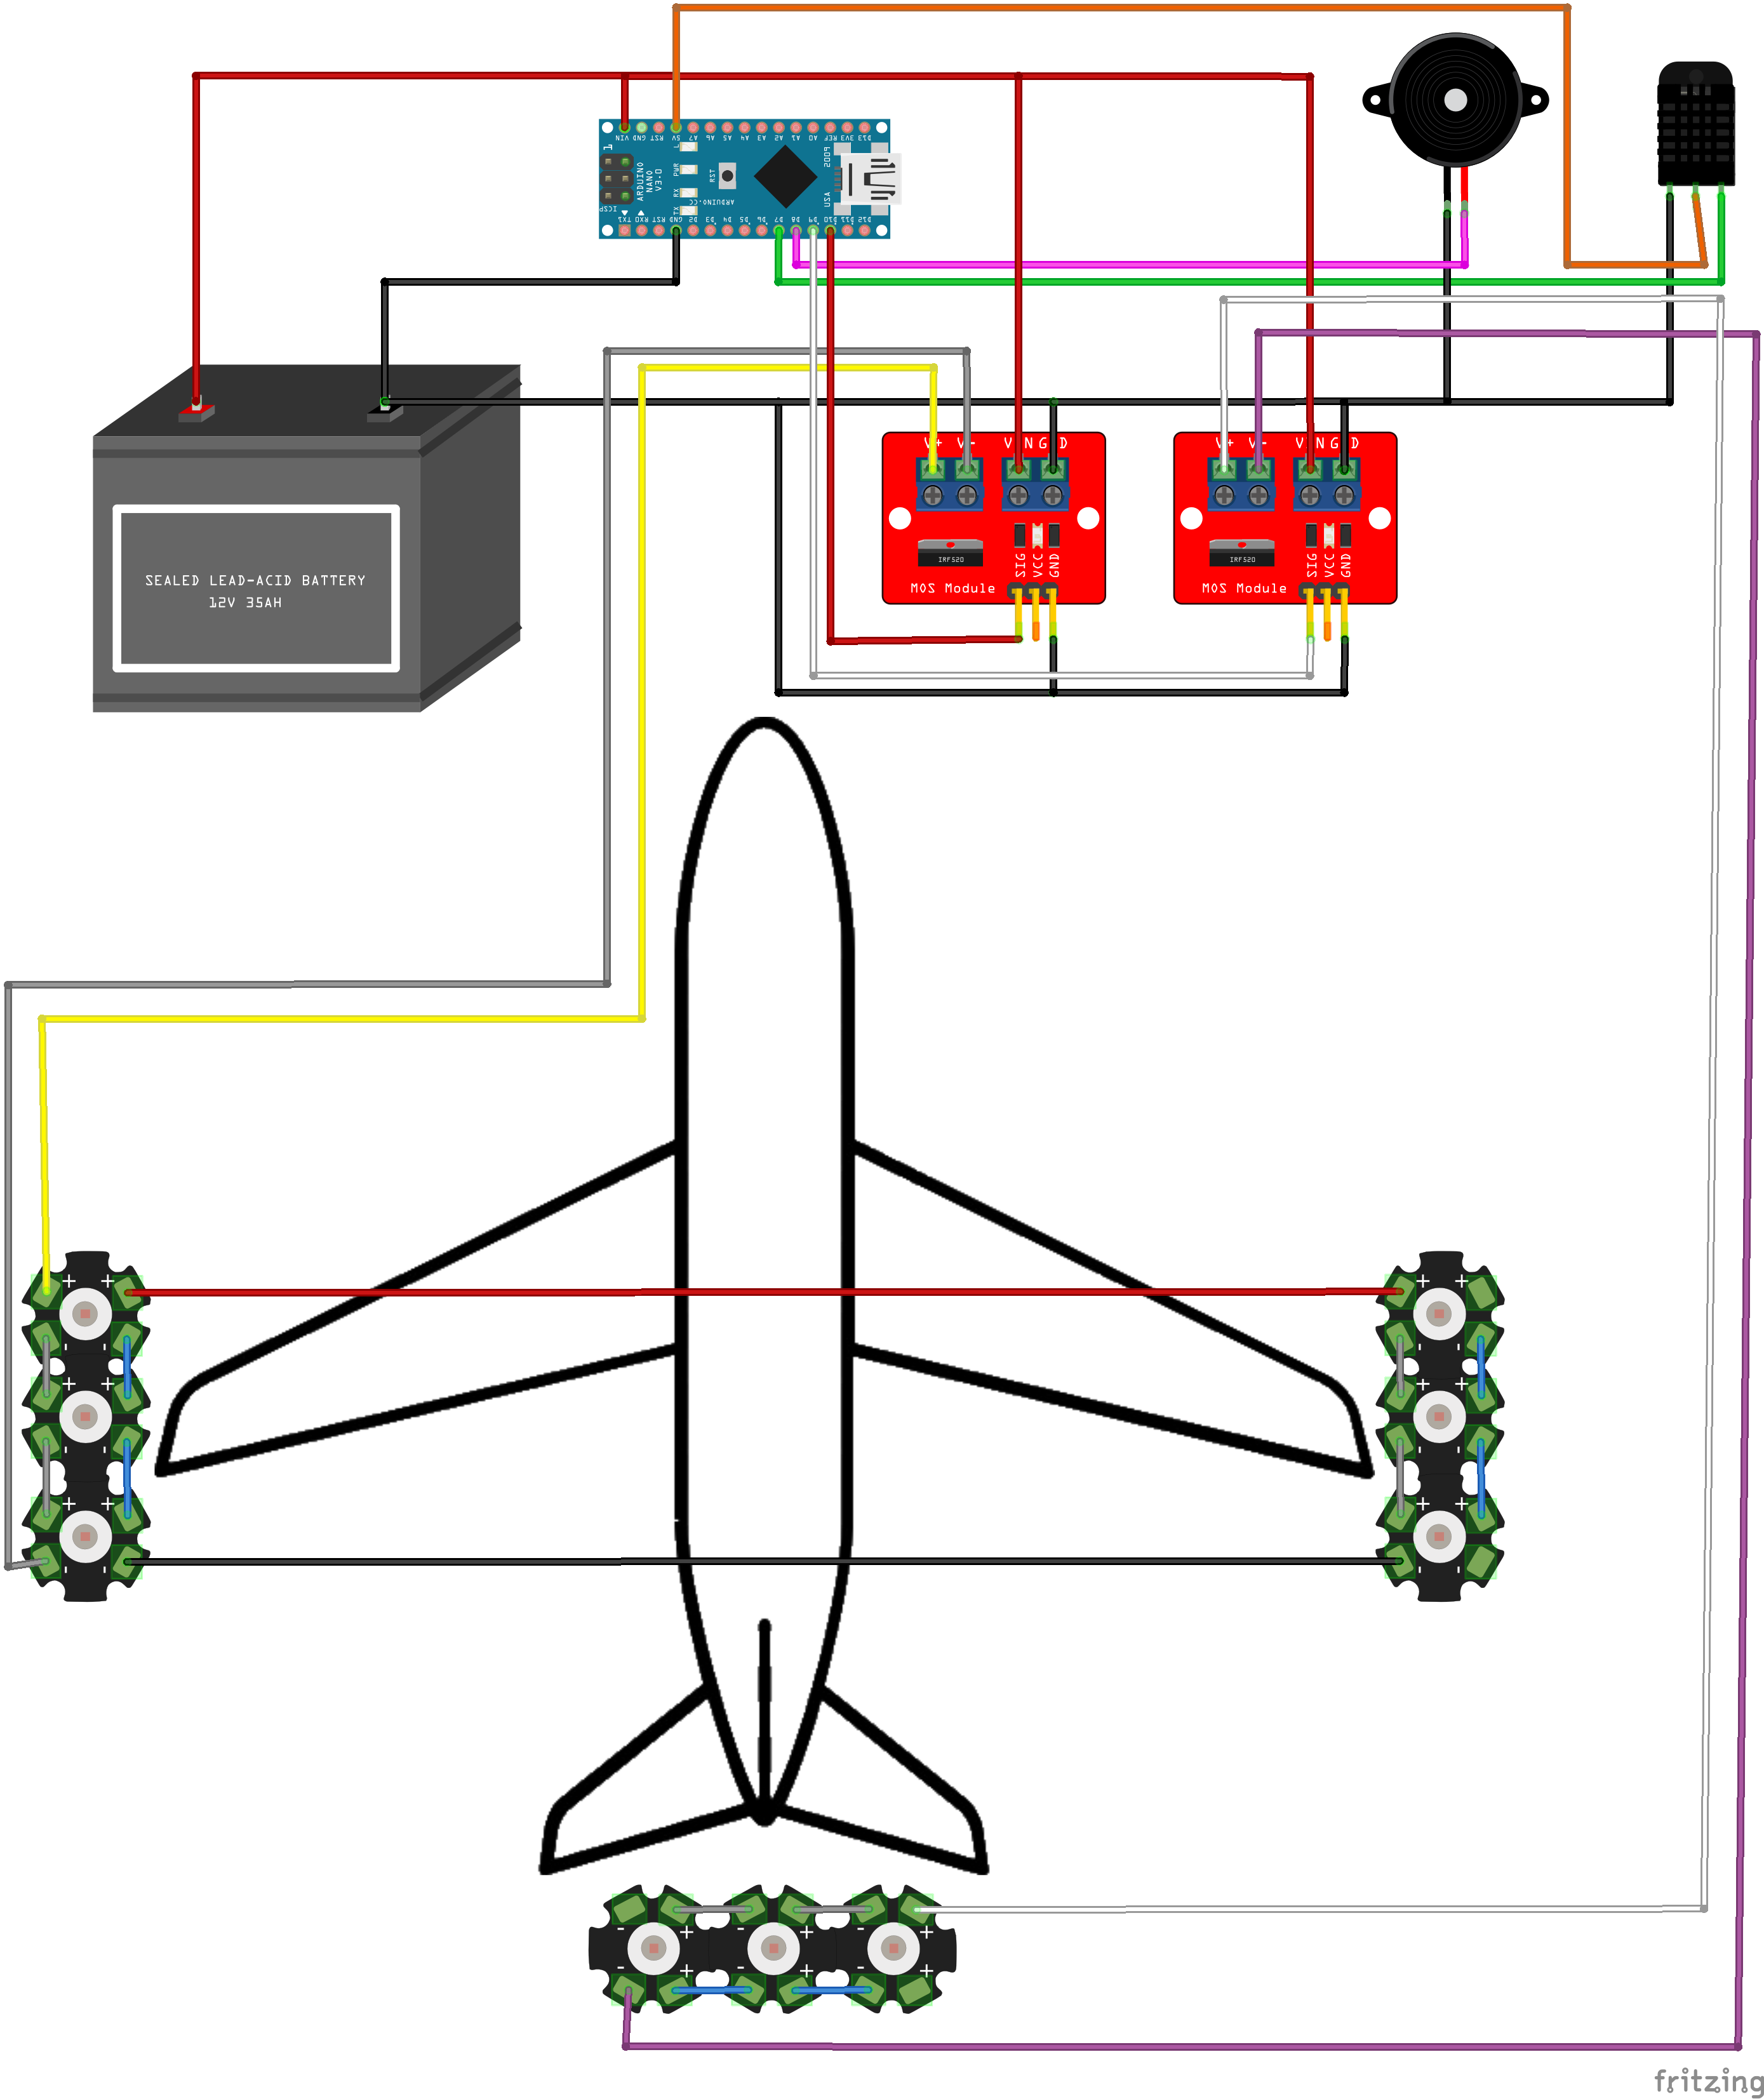 VIN GND RST 5V A7 A6 A5 A4 A3 A2 A1 A0 REF 3V3 D13
1
L
PWR
RX
TX
ARDUINO
NANO
V3.0
RST
ARDUINO.CC
2009
USA
ICSP
TX1 RX0 RST GND D2 D3 D4 D5 D6 D7 D8 D9 D10 D11 D12
SEALED LEAD-ACID BATTERY
12V 35AH
V+ V- VIN GND
IRF520
SIG
VCC
GND
MOS Module
V+ V- VIN GND
IRF520
SIG
VCC
GND
MOS Module
+ +
- -
+ +
- -
+ +
- -
+ +
- -
+ +
- -
+ +
- -
- + - + - +
- + - + - +
fritzing